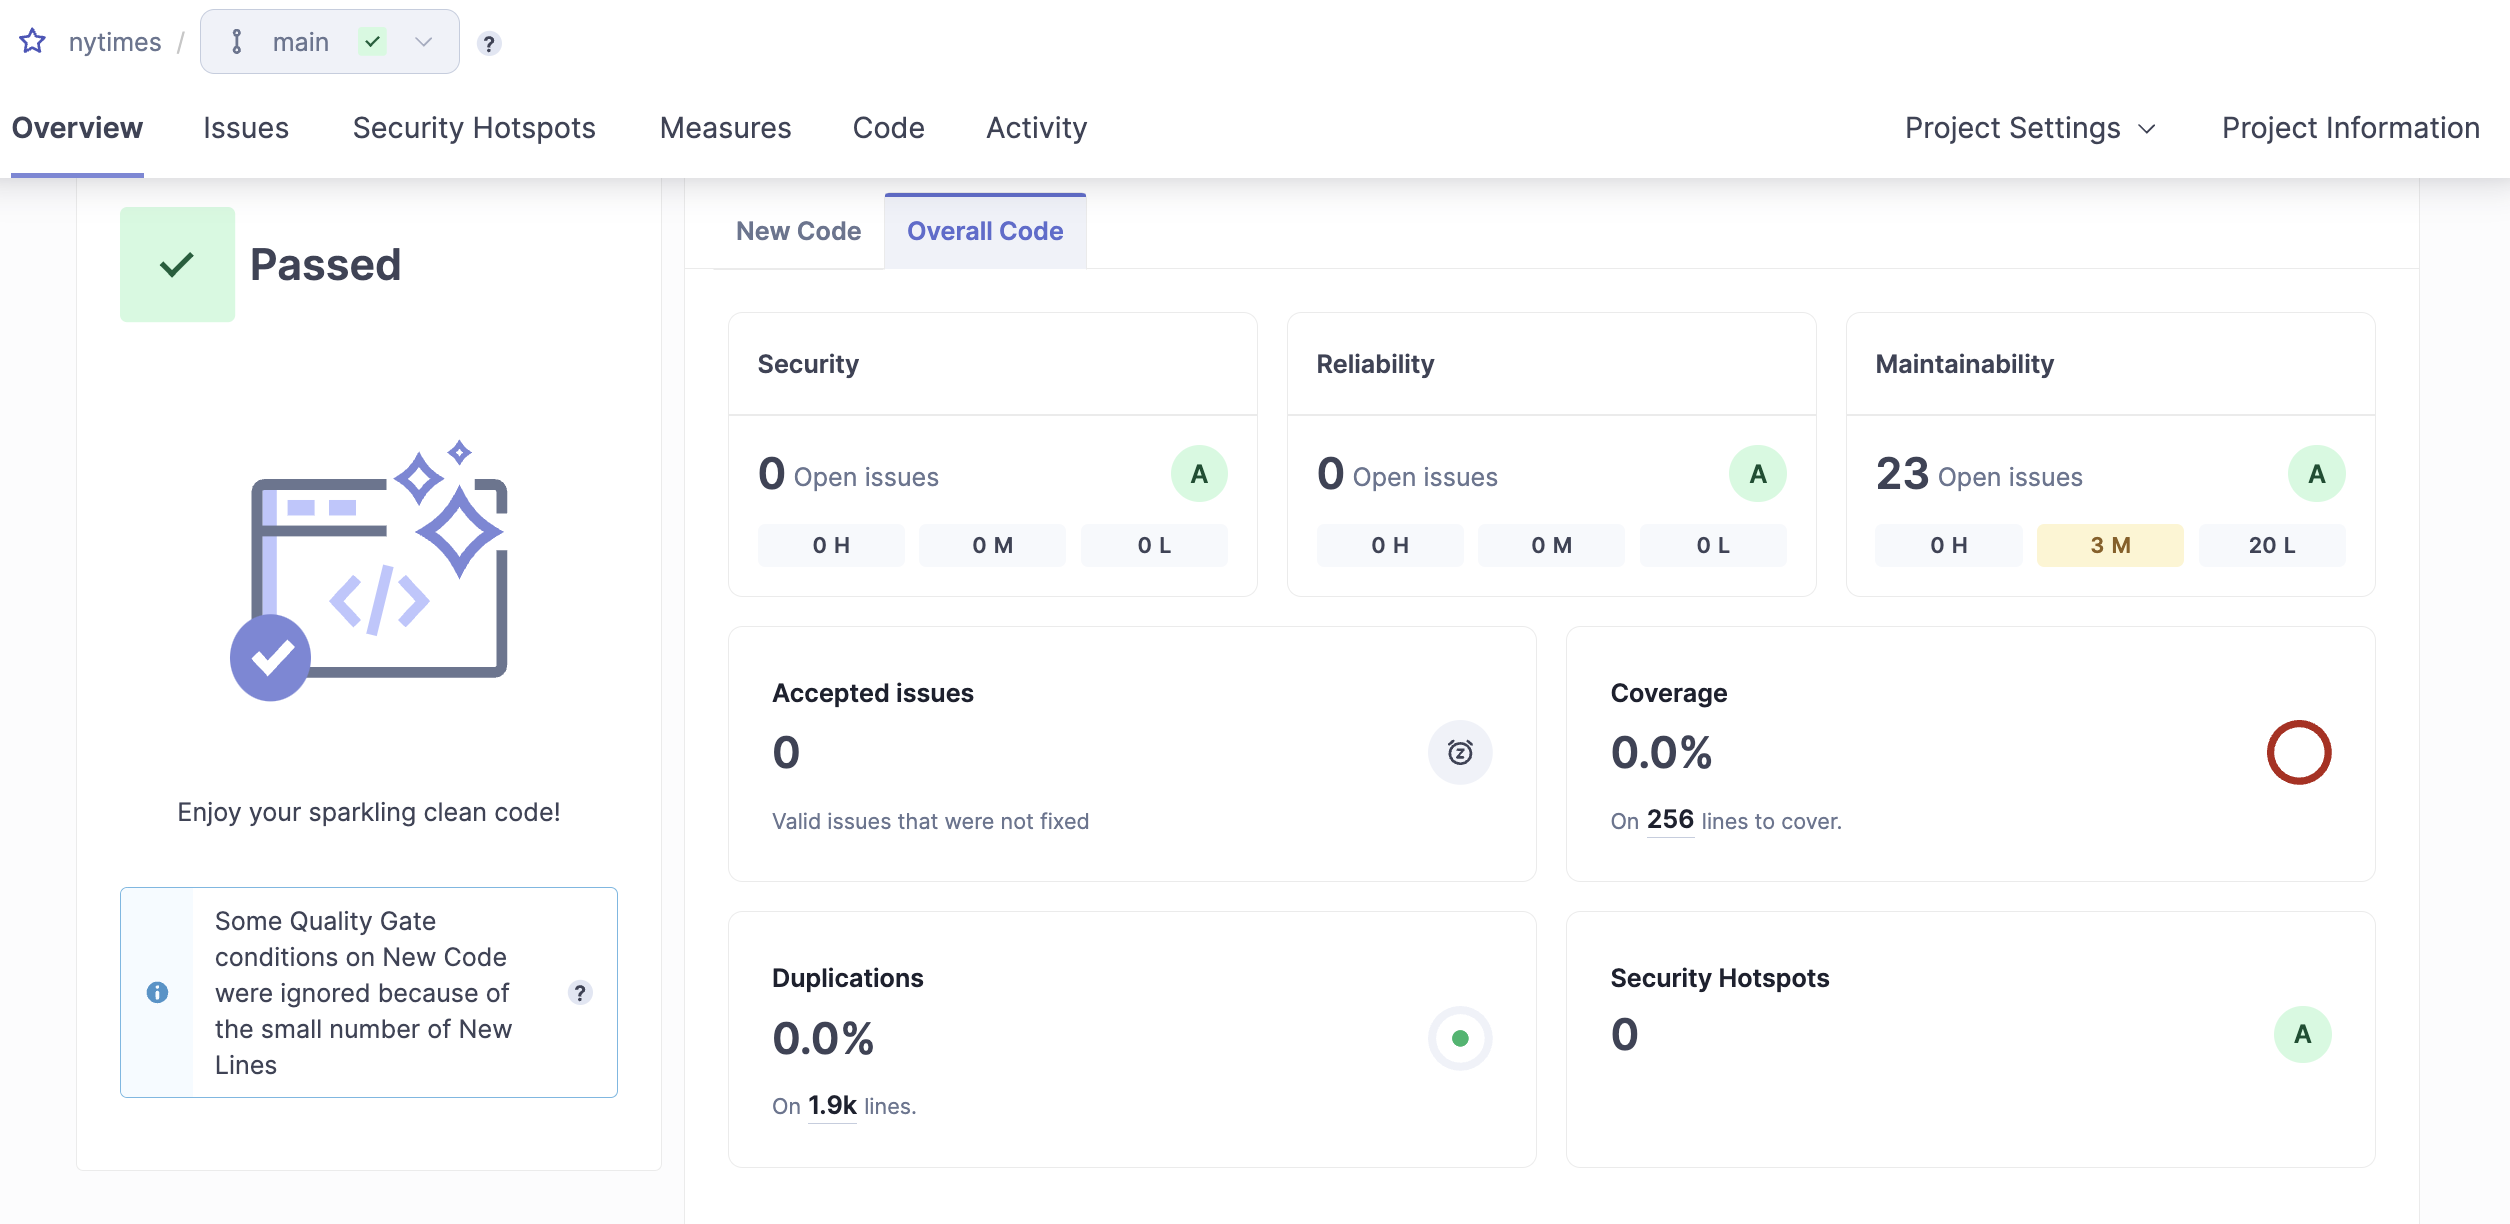 nytimes / main ?
Overview Issues Security Hotspots Measures Code Activity Project Settings Project Information
Passed
Enjoy your sparkling clean code!
Some Quality Gate
conditions on New Code
were ignored because of
the small number of New
Lines
?
New Code Overall Code
Security
0 Open issues A
0 H 0 M 0 L
Reliability
0 Open issues A
0 H 0 M 0 L
Maintainability
23 Open issues A
0 H 3 M 20 L
Accepted issues
0
Valid issues that were not fixed
Coverage
0.0%
On 256 lines to cover.
Duplications
0.0%
On 1.9k lines.
Security Hotspots
0 A